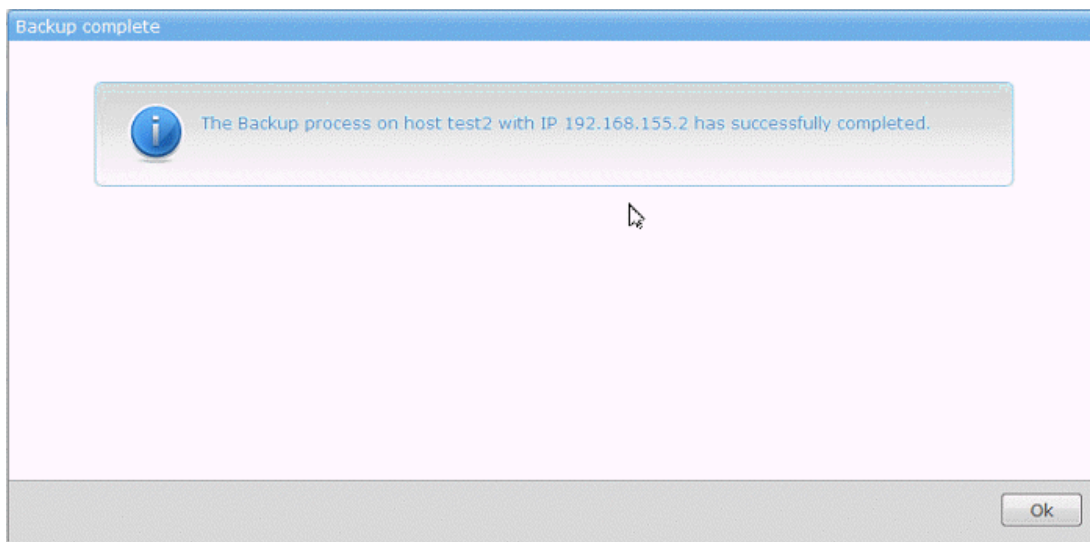 Backup complete
The Backup process on host test2 with IP 192.168.155.2 has successfully completed.
Ok